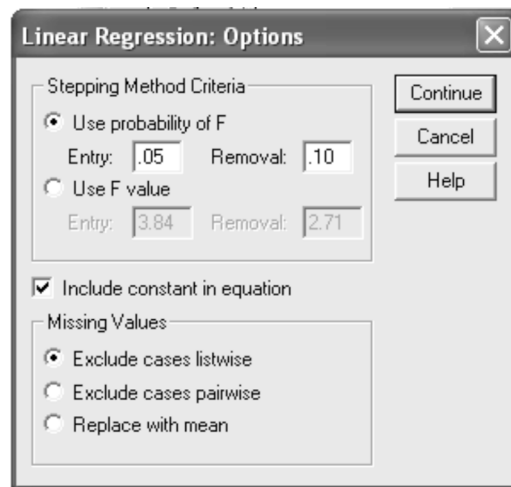 Linear Regression: Options
Stepping Method Criteria
Use probability of F
Entry: .05 Removal: .10
Use F value
Entry: 3.84 Removal: 2.71
Include constant in equation
Missing Values
Exclude cases listwise
Exclude cases pairwise
Replace with mean
Continue
Cancel
Help